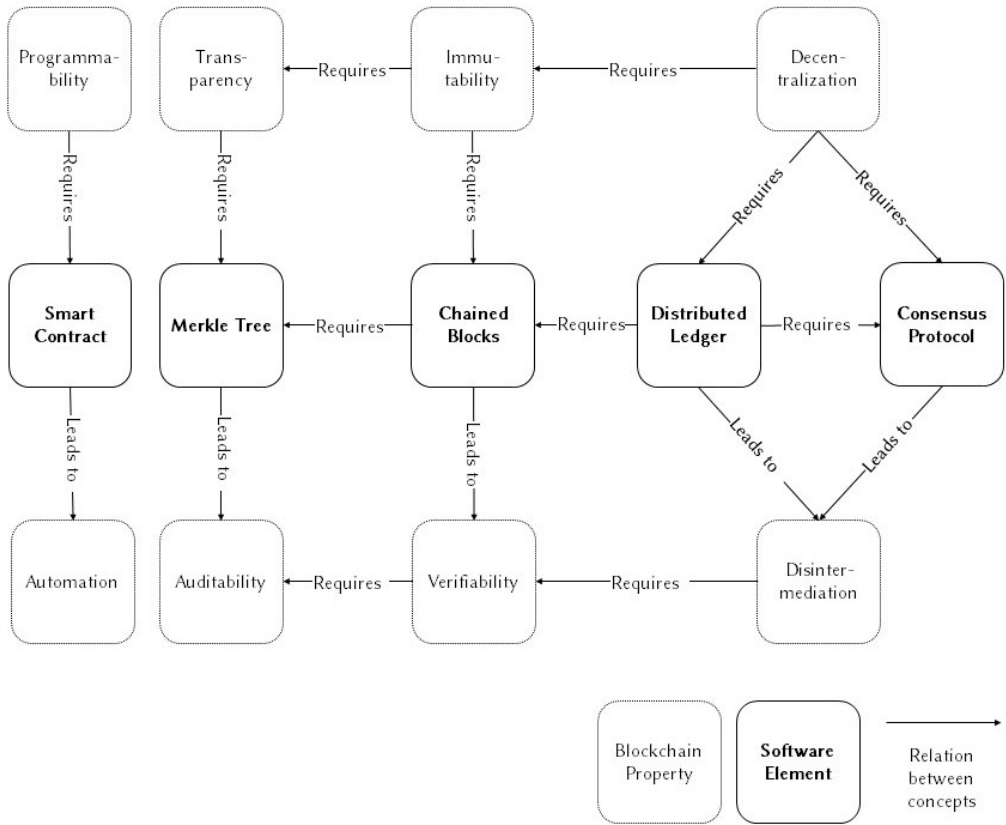 Programma-
bility
Trans-
parency
Requires
Immu-
tability
Requires
Decen-
tralization
Requires
Requires
Requires
Requires
Requires
Smart
Contract
Merkle Tree
Requires
Chained
Blocks
Requires
Distributed
Ledger
Requires
Consensus
Protocol
Leads to
Leads to
Leads to
Leads to
Leads to
Automation
Auditability
Requires
Verifiability
Requires
Disinter-
mediation
Blockchain
Property
Software
Element
Relation
between
concepts